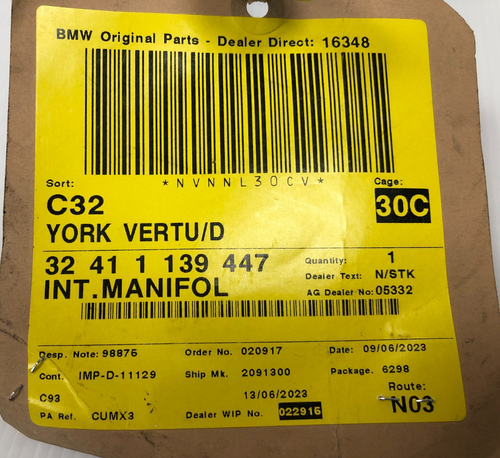 BMW Original Parts - Dealer Direct: 16348
*NVNNL30CV*
Sort: Cage:
C32 30C
YORK VERTU/D
32 41 1 139 447 Quantity: 1
Dealer Text: N/STK
INT.MANIFOL AG Dealer No: 05332
Desp. Note: 98876 Order No. 020917 Date: 09/06/2023
Cont. IMP-D-11129 Ship Mk. 2091300 Package. 6298
C93 13/06/2023 Route:
PA Ref. CUMX3 Dealer WIP No. 022916 N03